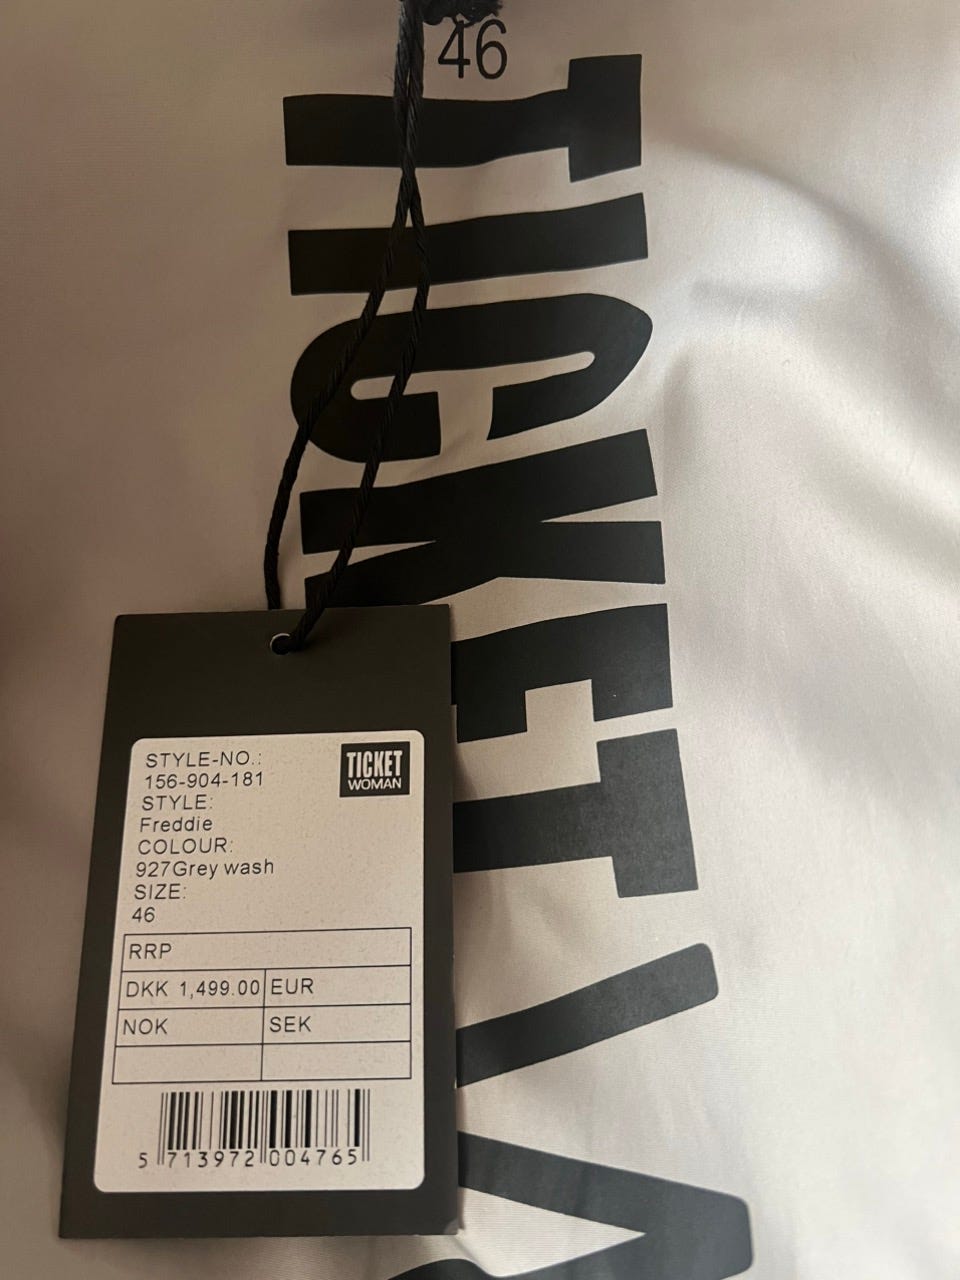 46
TICKET/
STYLE-NO.:
156-904-181
TICKET
WOMAN
STYLE:
Freddie
COLOUR:
927Grey wash
SIZE:
46
RRP
DKK 1,499.00 EUR
NOK SEK
5 713972 004765